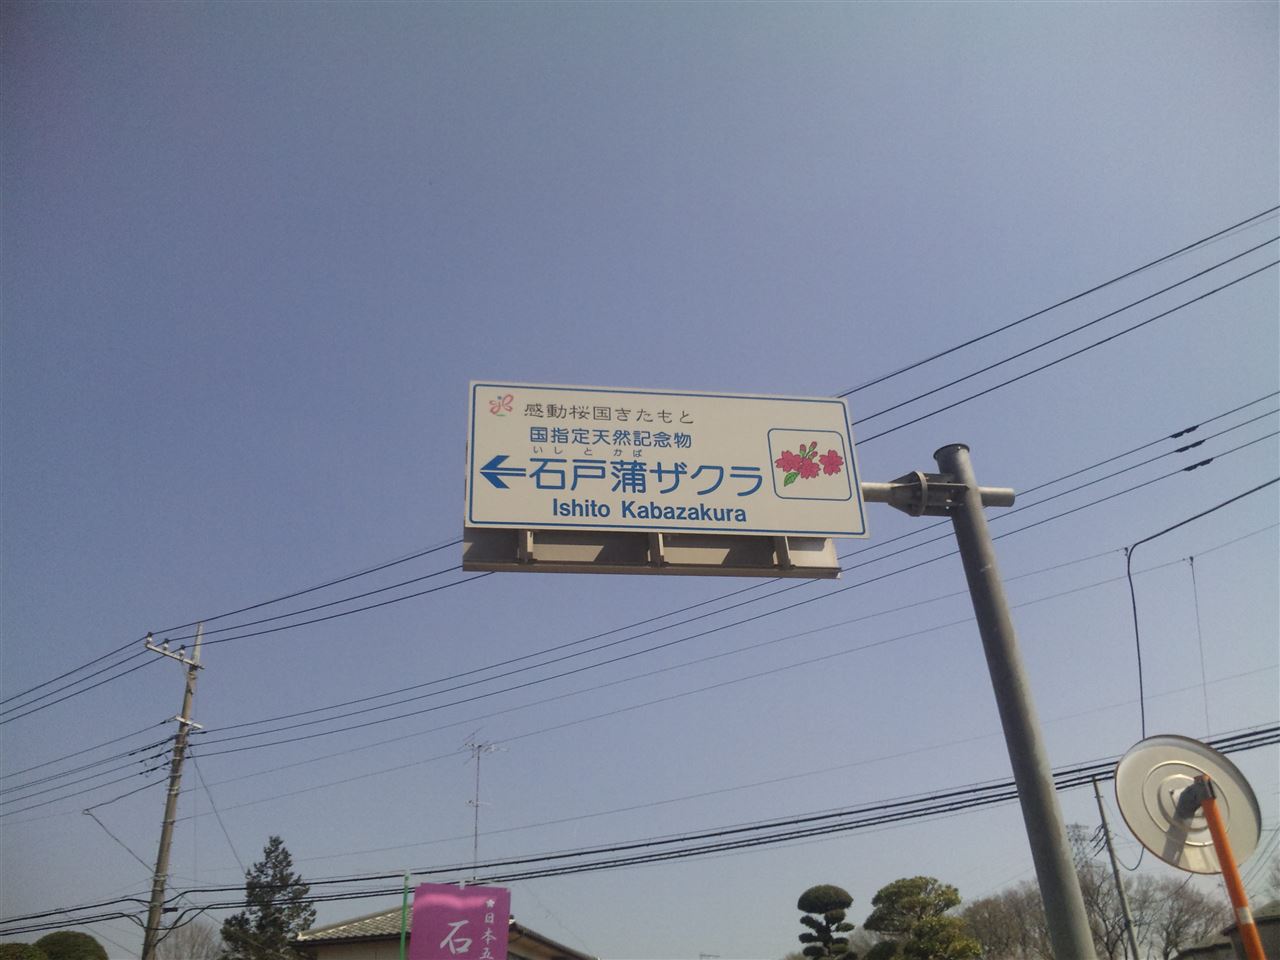 感動桜国きたもと
国指定天然記念物
いしとかば
石戸蒲ザクラ
Ishito Kabazakura
★日本五
石